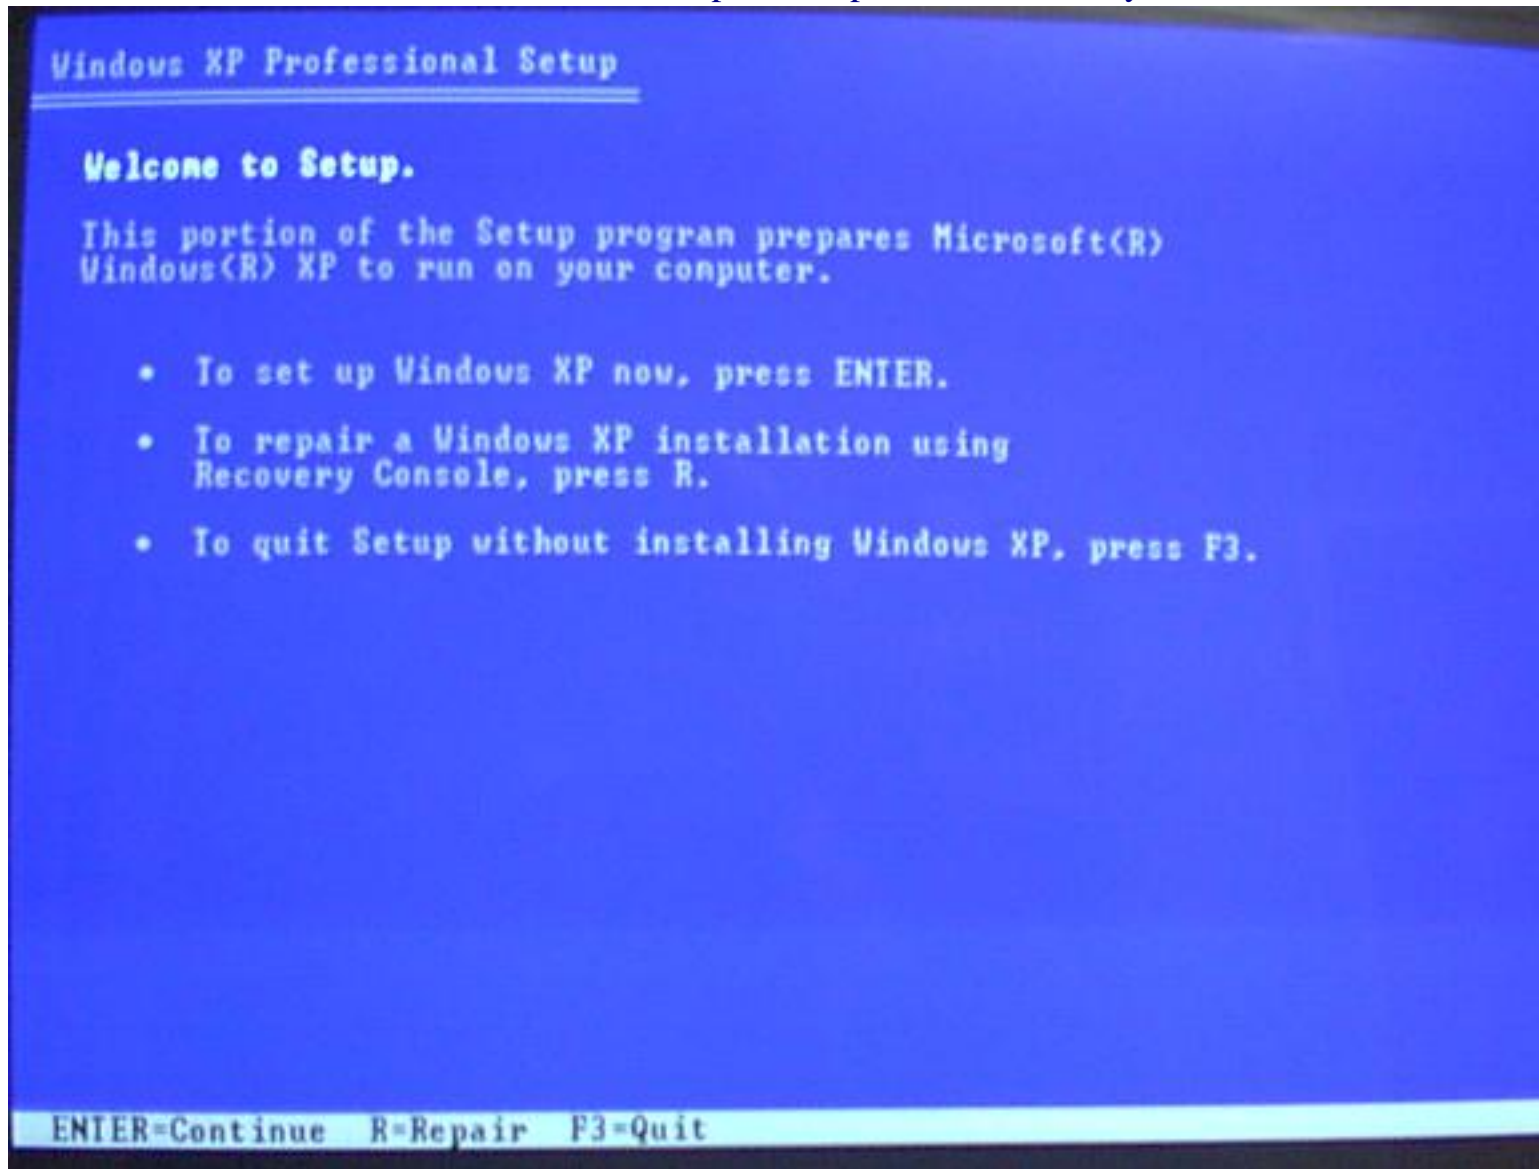 Windows XP Professional Setup
Welcome to Setup.
This portion of the Setup program prepares Microsoft(R)
Windows(R) XP to run on your computer.
• To set up Windows XP now, press ENTER.
• To repair a Windows XP installation using
Recovery Console, press R.
• To quit Setup without installing Windows XP, press F3.
ENTER=Continue R=Repair F3=Quit